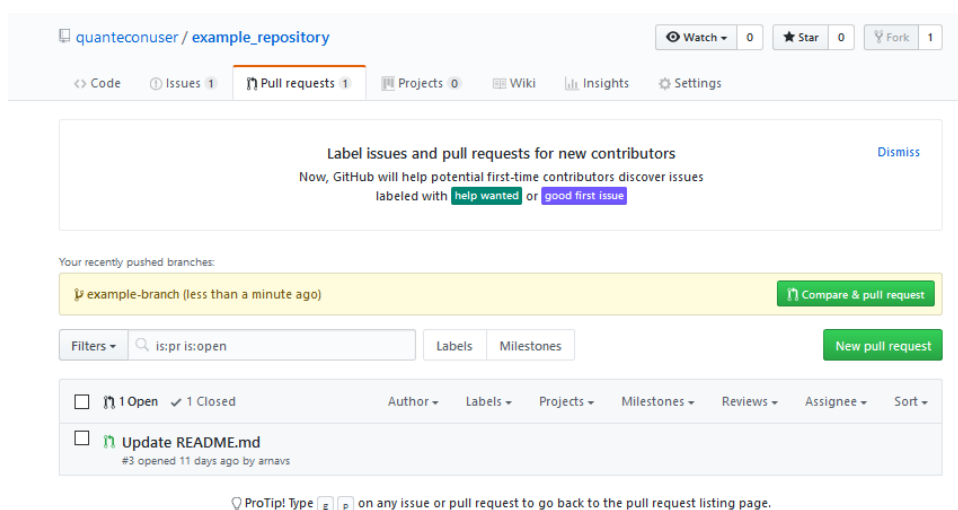 quanteconuser / example_repository Watch 0 Star 0 Fork 1
Code Issues 1 Pull requests 1 Projects 0 Wiki Insights Settings
Label issues and pull requests for new contributors Dismiss
Now, GitHub will help potential first-time contributors discover issues
labeled with help wanted or good first issue
Your recently pushed branches:
example-branch (less than a minute ago) Compare & pull request
Filters is:pr is:open Labels Milestones New pull request
1 Open 1 Closed Author Labels Projects Milestones Reviews Assignee Sort
Update README.md
#3 opened 11 days ago by arnavs
ProTip! Type g p on any issue or pull request to go back to the pull request listing page.